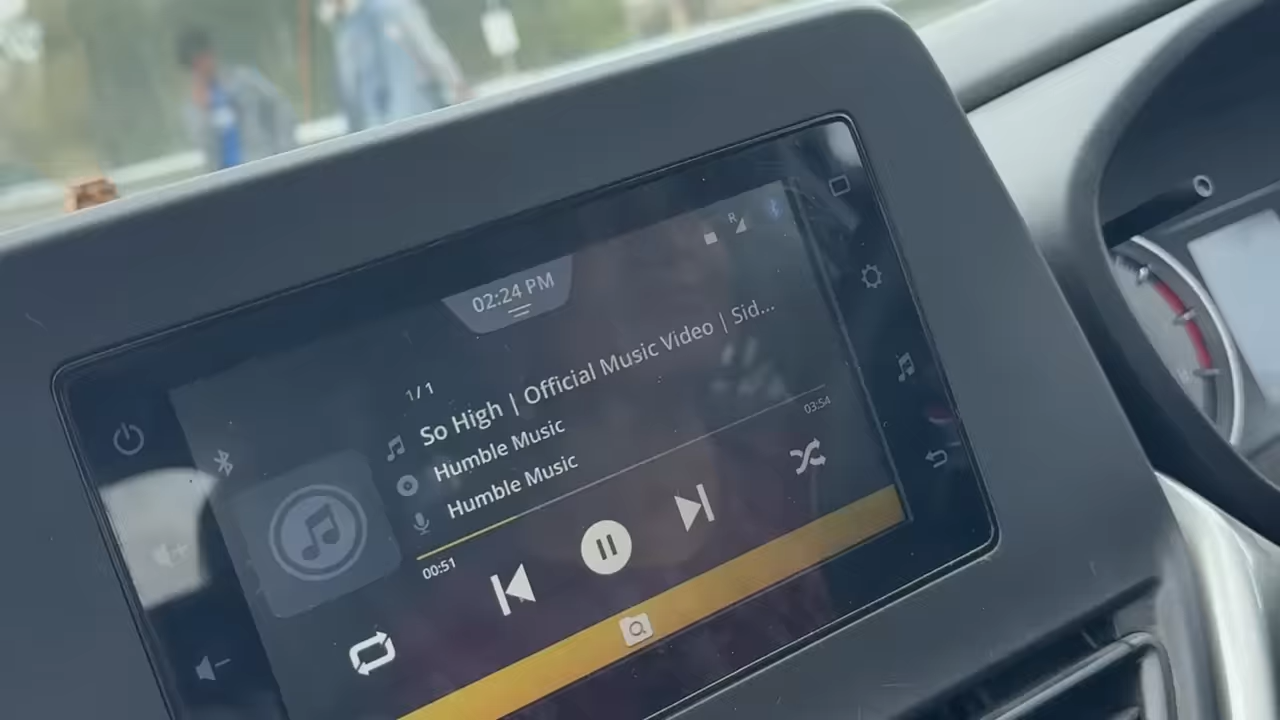 R
02:24 PM
1/1
So High | Official Music Video | Sid...
Humble Music
Humble Music
03:54
00:51